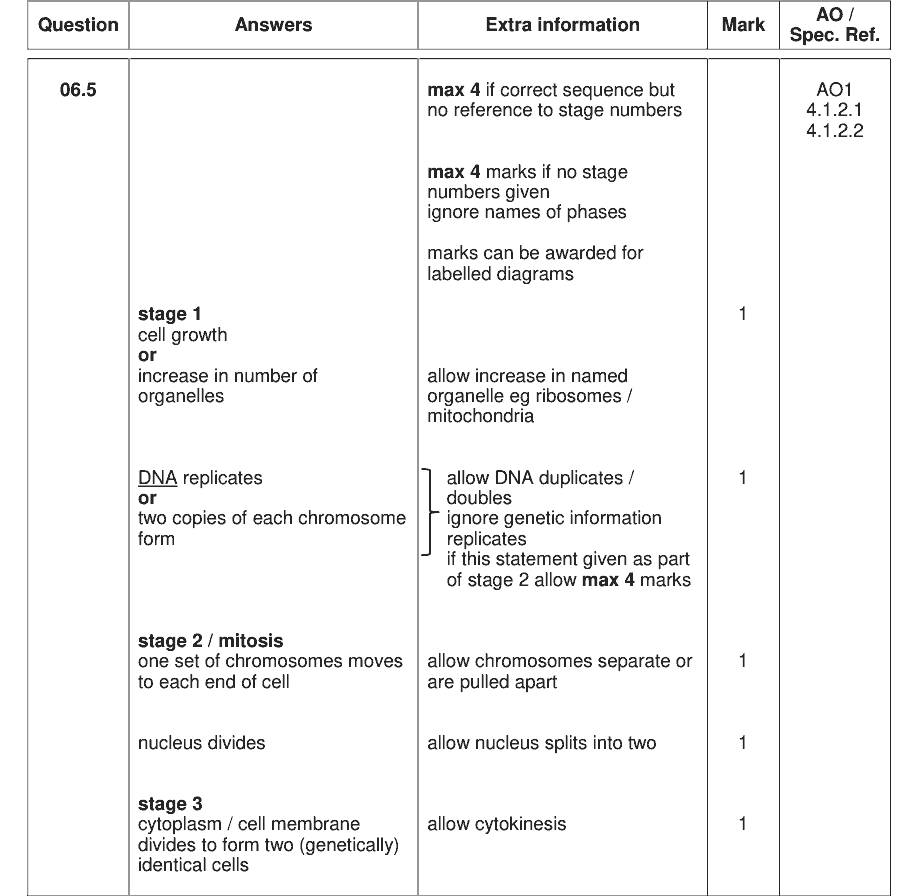 Question Answers Extra information Mark AO /
Spec. Ref.
06.5 max 4 if correct sequence but AO1
no reference to stage numbers 4.1.2.1
4.1.2.2
max 4 marks if no stage
numbers given
ignore names of phases
marks can be awarded for
labelled diagrams
stage 1 1
cell growth
or
increase in number of allow increase in named
organelles organelle eg ribosomes /
mitochondria
DNA replicates allow DNA duplicates / 1
or doubles
two copies of each chromosome ignore genetic information
form replicates
if this statement given as part
of stage 2 allow max 4 marks
stage 2 / mitosis
one set of chromosomes moves allow chromosomes separate or 1
to each end of cell are pulled apart
nucleus divides allow nucleus splits into two 1
stage 3
cytoplasm / cell membrane allow cytokinesis 1
divides to form two (genetically)
identical cells